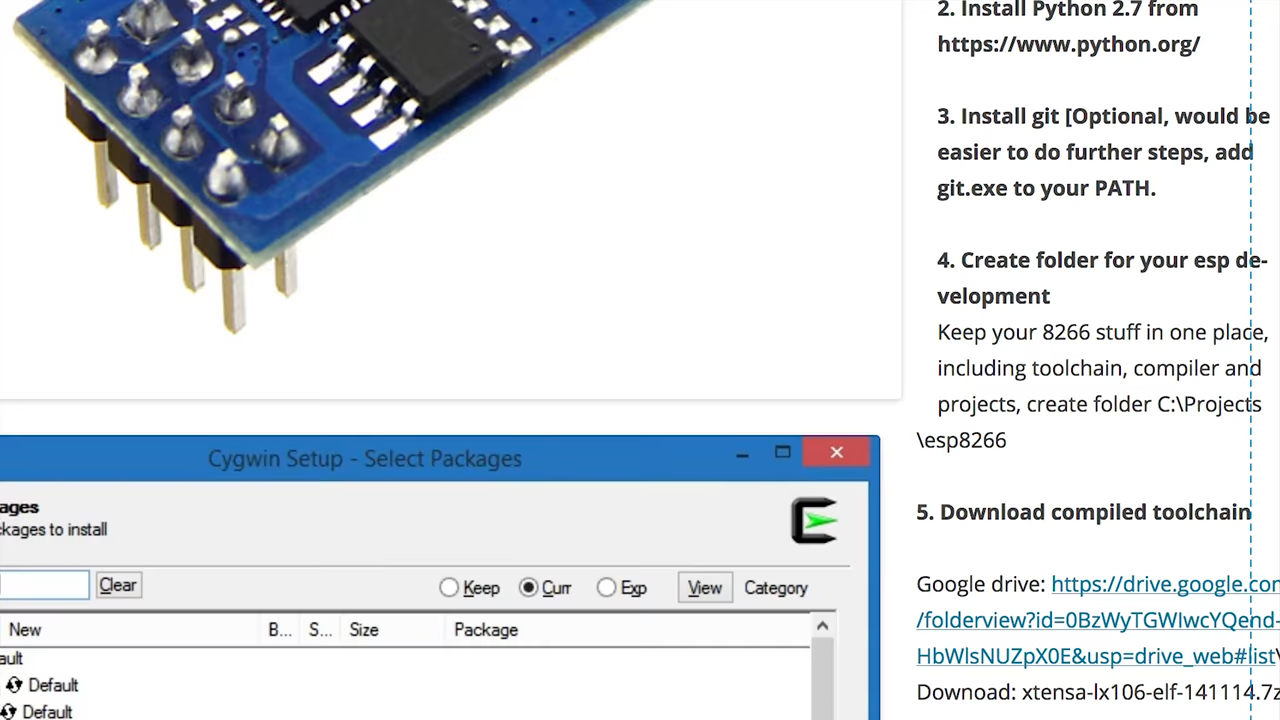 2. Install Python 2.7 from
https://www.python.org/
3. Install git [Optional, would be
easier to do further steps, add
git.exe to your PATH.
4. Create folder for your esp de-
velopment
Keep your 8266 stuff in one place,
including toolchain, compiler and
projects, create folder C:\Projects
\esp8266
5. Download compiled toolchain
Google drive: https://drive.google.com
/folderview?id=0BzWyTGWIwcYQend-
HbWlsNUZpX0E&usp=drive_web#list\
Downoad: xtensa-lx106-elf-141114.7z
Cygwin Setup - Select Packages
ages
ckages to install
Clear
Keep
Curr
Exp
View
Category
New
B...
S...
Size
Package
ault
Default
Default